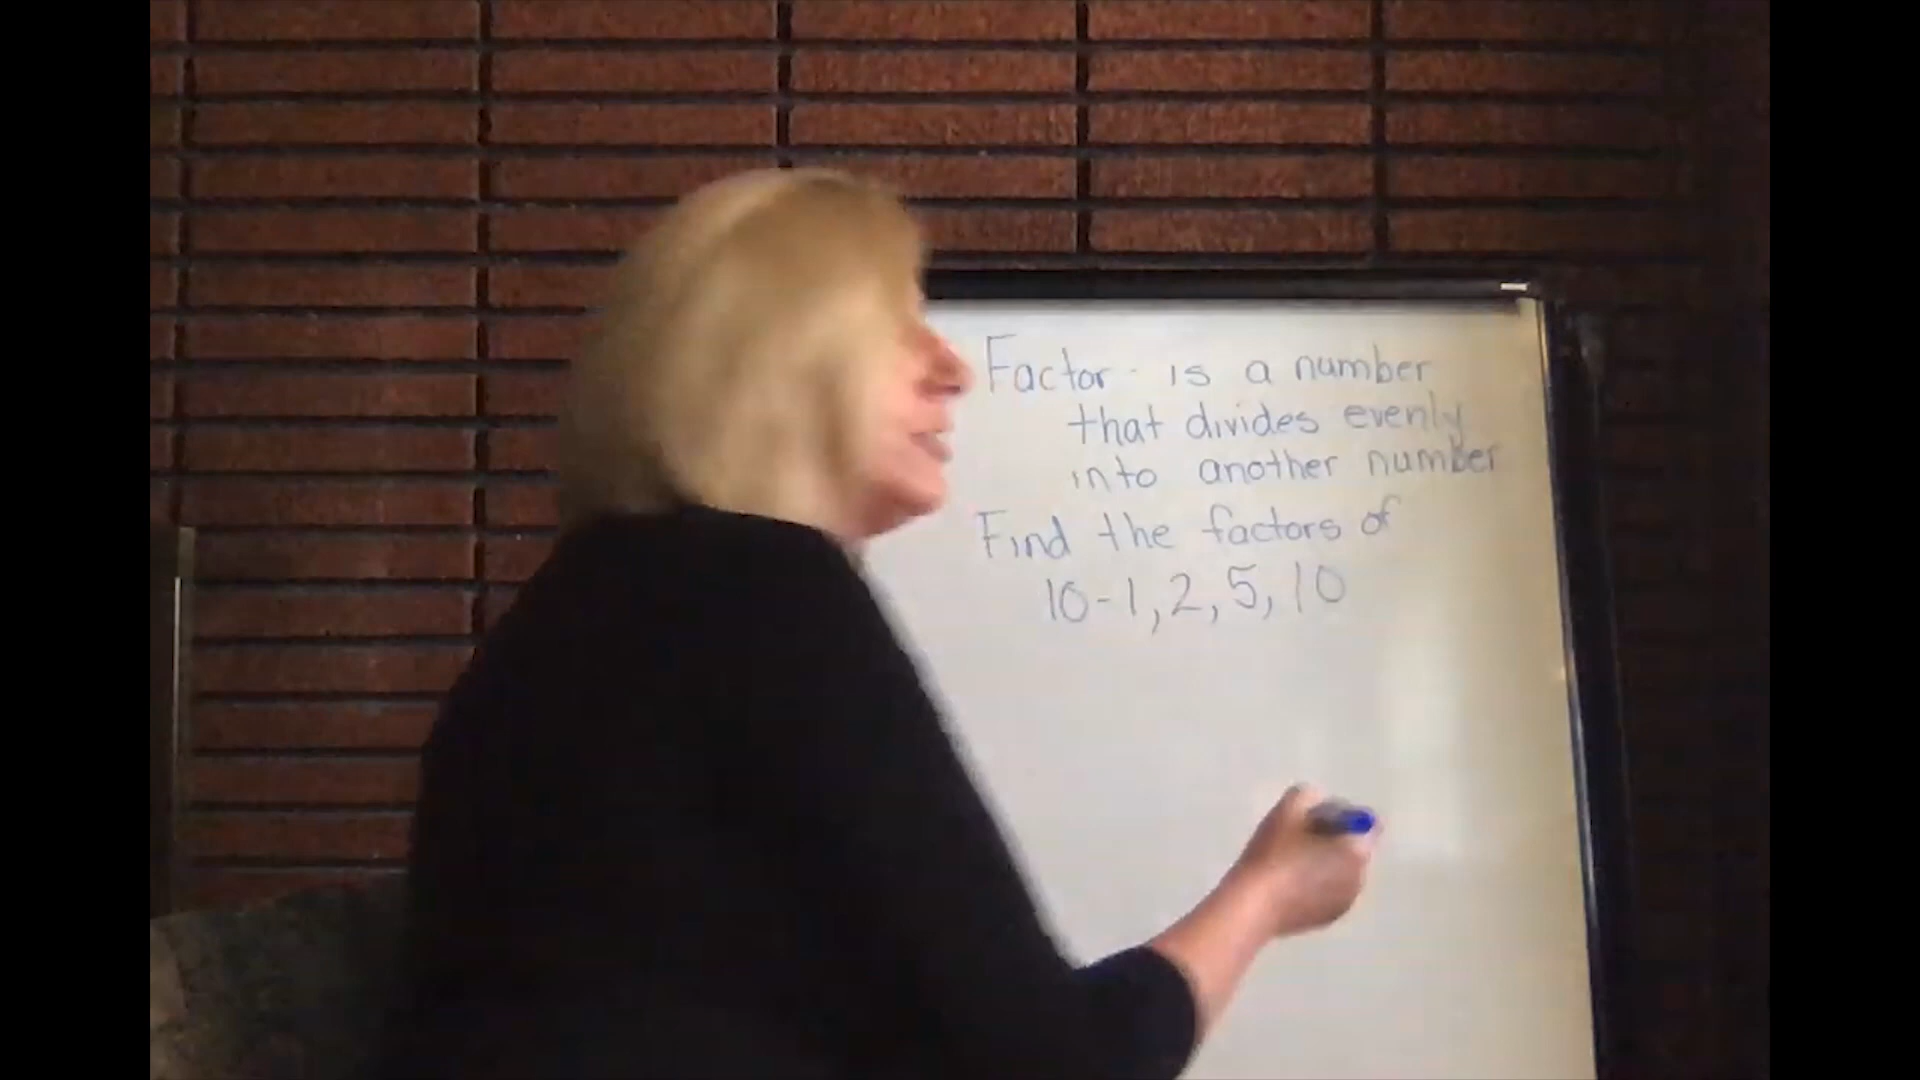 Factor - is a number
that divides evenly
into another number
Find the factors of
10-1, 2, 5, 10